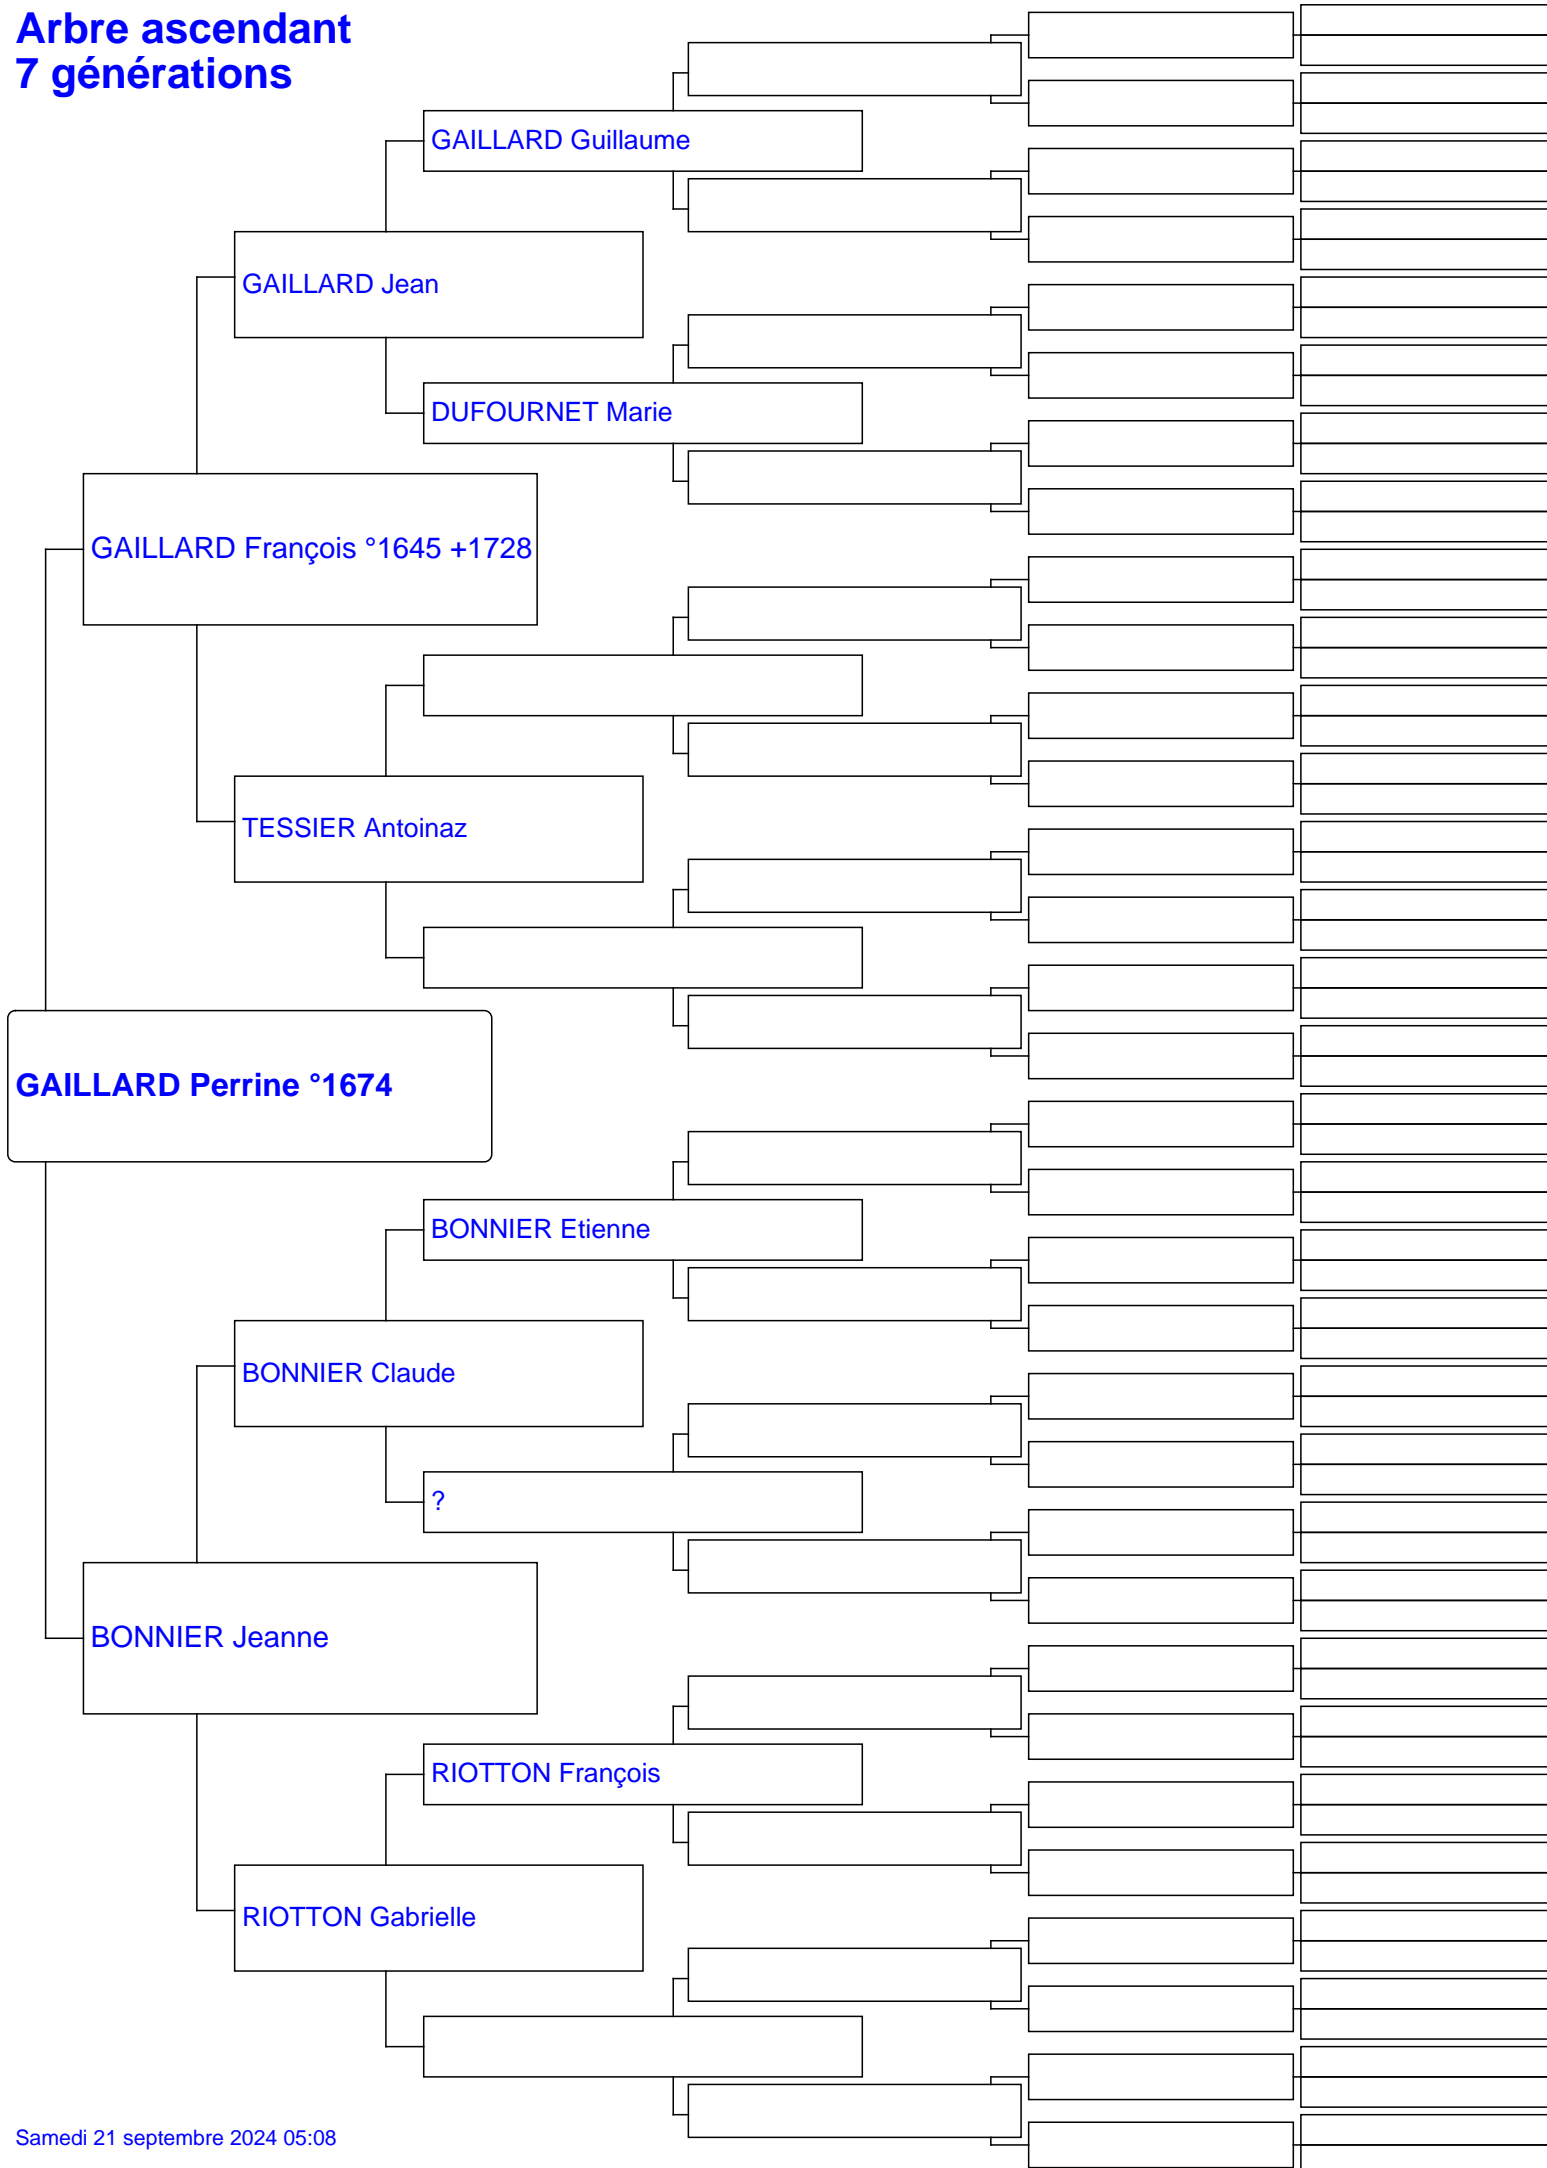 Arbre ascendant
7 générations
GAILLARD Guillaume
GAILLARD Jean
DUFOURNET Marie
GAILLARD François °1645 +1728
TESSIER Antoinaz
GAILLARD Perrine °1674
BONNIER Etienne
BONNIER Claude
?
BONNIER Jeanne
RIOTTON François
RIOTTON Gabrielle
Samedi 21 septembre 2024 05:08